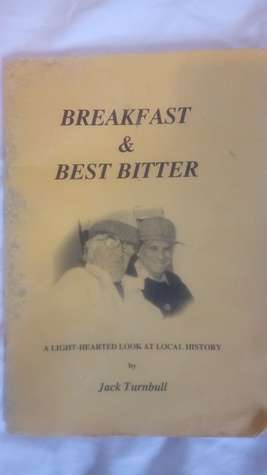 BREAKFAST
&
BEST BITTER
A LIGHT-HEARTED LOOK AT LOCAL HISTORY
by
Jack Turnbull